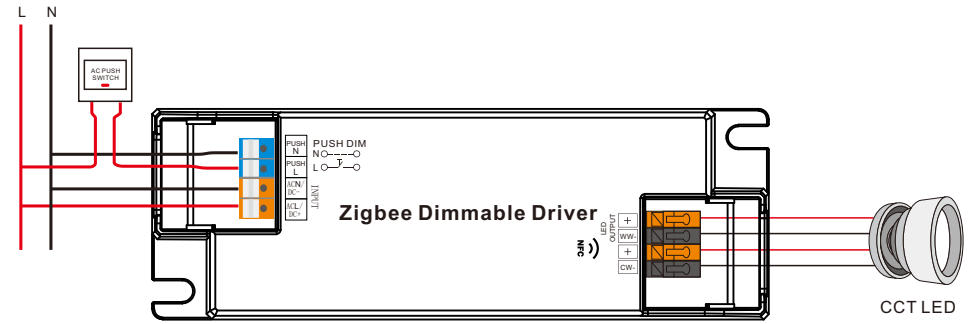 L N
AC PUSH
SWITCH
PUSH
N
PUSH
L
ACN/
DC-
ACL/
DC+
PUSH DIM
N
L
INPUT
Zigbee Dimmable Driver
NFC
LED
OUTPUT
+
WW-
+
CW-
CCT LED